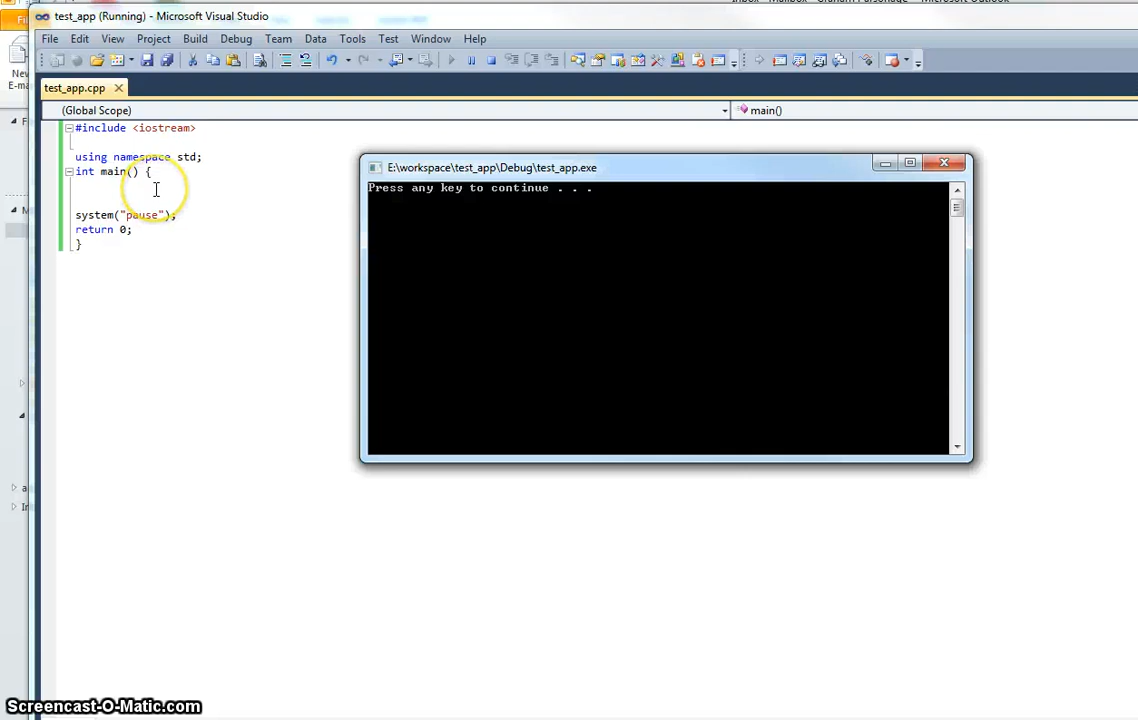 test_app (Running) - Microsoft Visual Studio
File Edit View Project Build Debug Team Data Tools Test Window Help
test_app.cpp
(Global Scope)
main()
#include <iostream>
using namespace std;
int main() {
system("pause");
return 0;
}
E:\workspace\test_app\Debug\test_app.exe
Press any key to continue . . .
New
E-ma
Screencast-O-Matic.com